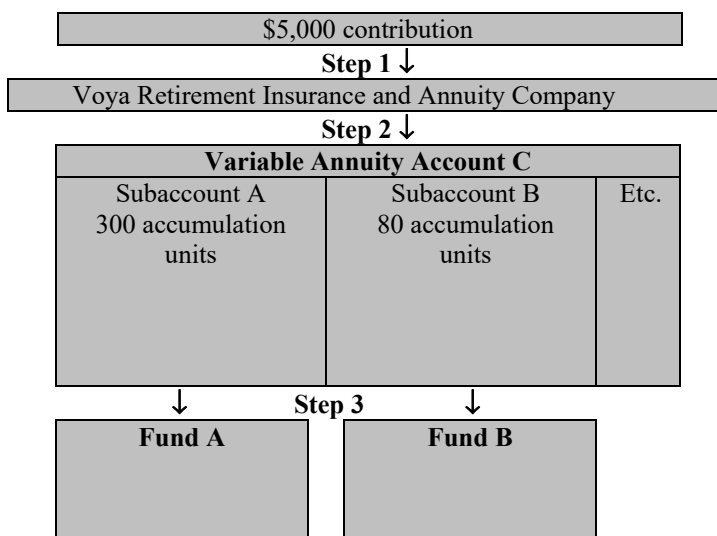 $5,000 contribution
Step 1 ↓
Voya Retirement Insurance and Annuity Company
Step 2 ↓
Variable Annuity Account C
Subaccount A
300 accumulation
units
Subaccount B
80 accumulation
units
Etc.
↓ Step 3 ↓
Fund A
Fund B